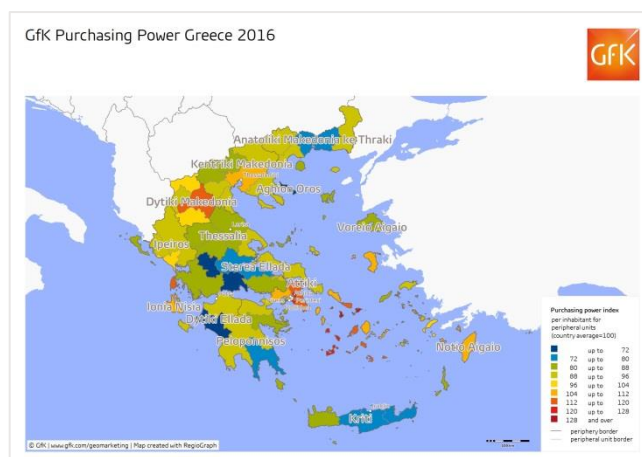 GfK Purchasing Power Greece 2016
GfK
Anatoliki Makedonia ke Thraki
Kentriki Makedonia
Thessaloniki
Aghion Oros
Dytiki Makedonia
Larisa
Thessalia
Ipeiros
Voreio Aigaio
Sterea Ellada
Attiki
Ionia Nisia
Dytiki Ellada
Peloponnisos
Notio Aigaio
Kriti
Purchasing power index
per inhabitant for
peripheral units
(country average=100)
up to 72
72 up to 80
80 up to 88
88 up to 96
96 up to 104
104 up to 112
112 up to 120
120 up to 128
128 and over
periphery border
peripheral unit border
© GfK | www.gfk.com/geomarketing | Map created with RegioGraph